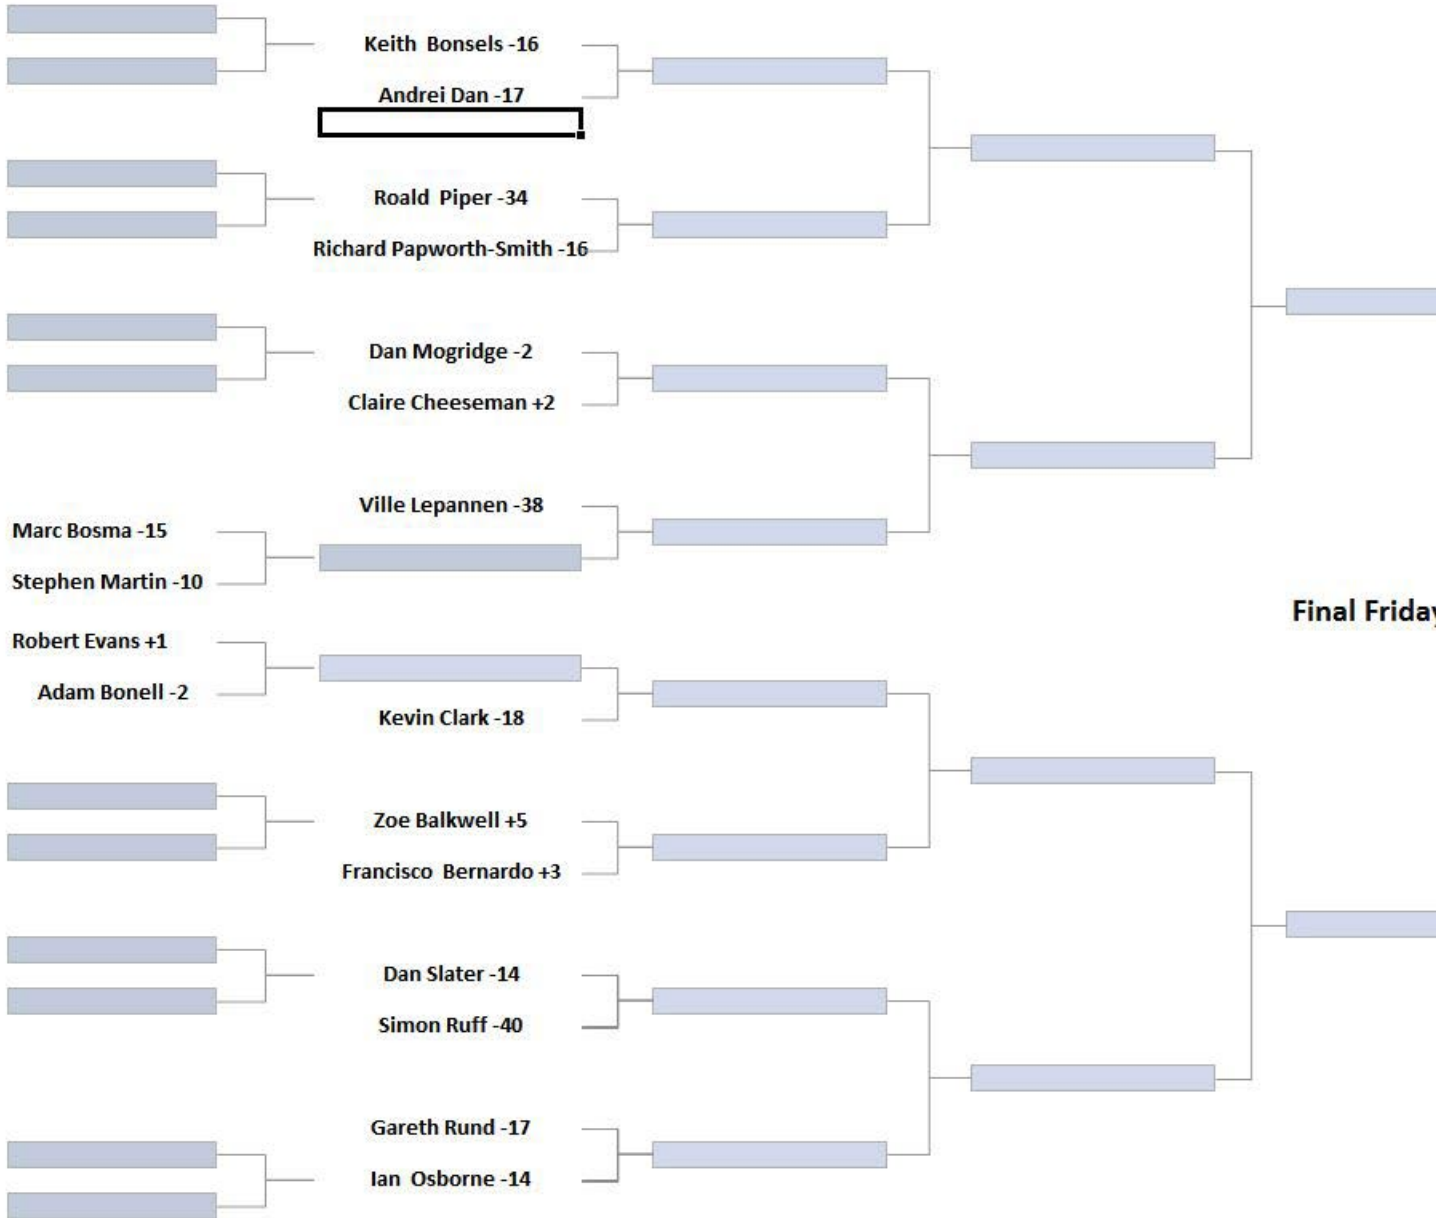 Keith  Bonsels -16
Andrei Dan -17
Roald  Piper -34
Richard Papworth-Smith -16
Dan Mogridge -2
Claire Cheeseman +2
Ville Lepannen -38
Marc Bosma -15
Stephen Martin -10
Final Friday
Robert Evans +1
Adam Bonell -2
Kevin Clark -18
Zoe Balkwell +5
Francisco  Bernardo +3
Dan Slater -14
Simon Ruff -40
Gareth Rund -17
Ian  Osborne -14